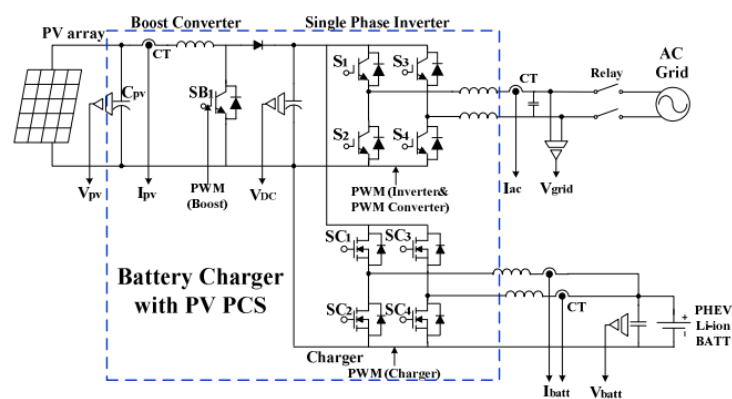 Boost Converter
Single Phase Inverter
PV array
CT
Cpv
SB1
S1
S3
S2
S4
CT
Relay
AC
Grid
Vpv
Ipv
PWM
(Boost)
VDC
PWM (Inverter&
PWM Converter)
Iac
Vgrid
SC1
SC3
SC2
SC4
Battery Charger
with PV PCS
CT
PHEV
Li-ion
BATT
+
Charger
PWM (Charger)
Ibatt
Vbatt